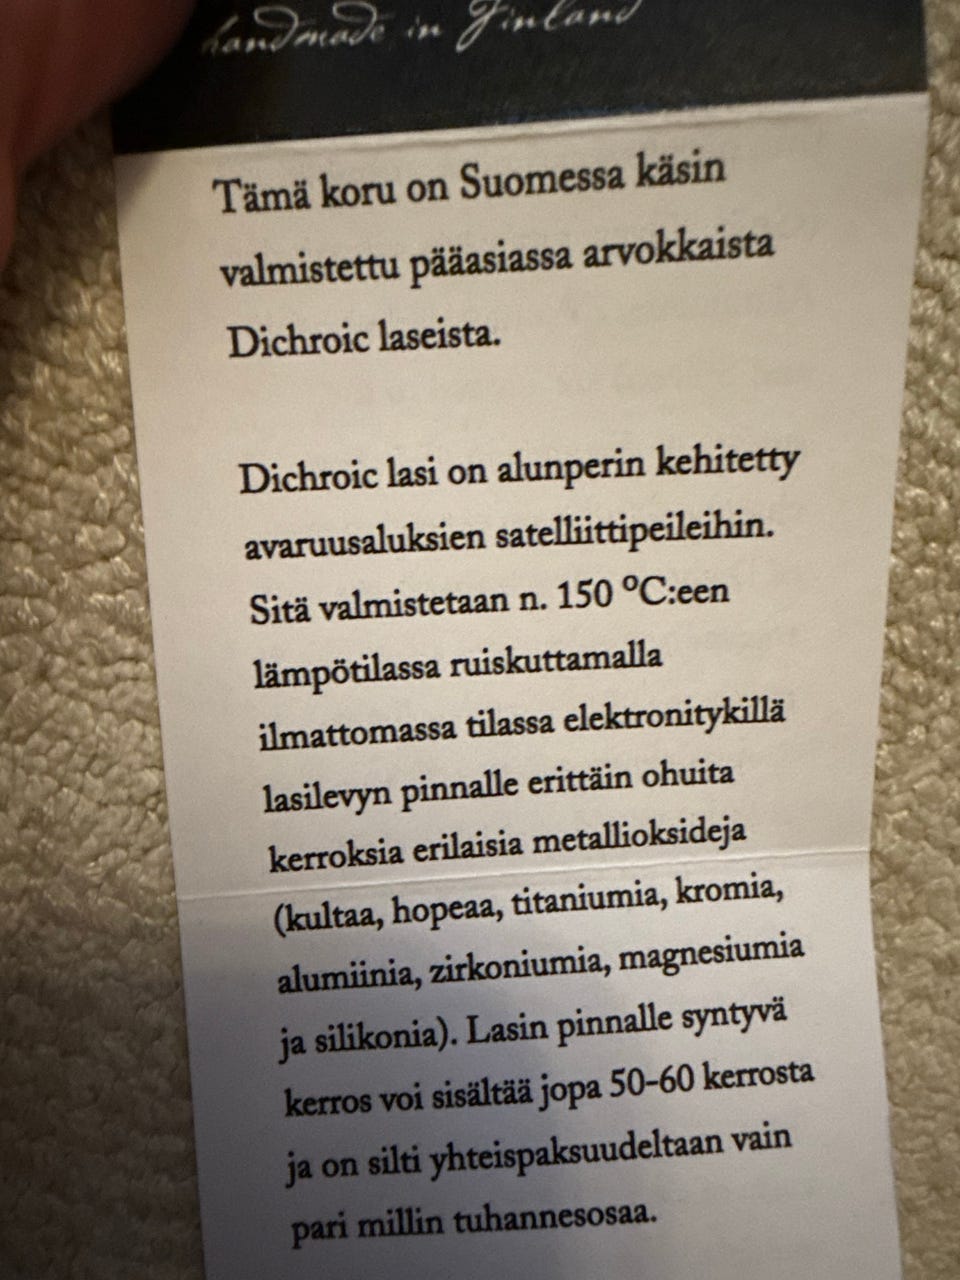 handmade in Finland
Tämä koru on Suomessa käsin
valmistettu pääasiassa arvokkaista
Dichroic laseista.
Dichroic lasi on alunperin kehitetty
avaruusaluksien satelliittipeileihin.
Sitä valmistetaan n. 150 ºC:een
lämpötilassa ruiskuttamalla
ilmattomassa tilassa elektronitykillä
lasilevyn pinnalle erittäin ohuita
kerroksia erilaisia metallioksideja
(kultaa, hopeaa, titaniumia, kromia,
alumiinia, zirkoniumia, magnesiumia
ja silikonia). Lasin pinnalle syntyvä
kerros voi sisältää jopa 50-60 kerrosta
ja on silti yhteispaksuudeltaan vain
pari millin tuhannesosaa.